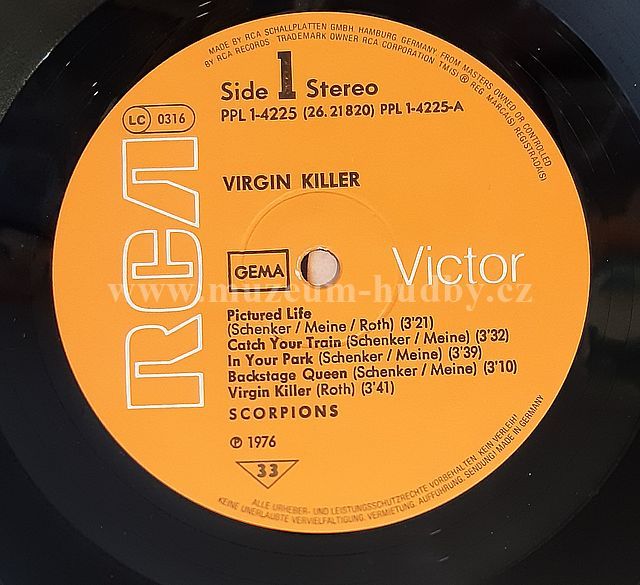 MADE BY RCA SCHALLPLATTEN GMBH HAMBURG GERMANY, FROM MASTERS OWNED OR CONTROLLED
BY RCA RECORDS TRADEMARK OWNER RCA CORPORATION TM(S) ® REG. MARCA(S) REGISTRADA(S)
Side 1 Stereo
PPL 1-4225 (26.21820) PPL 1-4225-A
LC 0316
RCA
VIRGIN KILLER
GEMA
Victor
www.muzeum-hudby.cz
Pictured Life
(Schenker / Meine / Roth) (3'21)
Catch Your Train (Schenker / Meine) (3'32)
In Your Park (Schenker / Meine) (3'39)
Backstage Queen (Schenker / Meine) (3'10)
Virgin Killer (Roth) (3'41)
SCORPIONS
℗ 1976
33
ALLE URHEBER- UND LEISTUNGSSCHUTZRECHTE VORBEHALTEN. KEIN VERLEIH!
KEINE UNERLAUBTE VERVIELFÄLTIGUNG, VERMIETUNG, AUFFÜHRUNG, SENDUNG! MADE IN GERMANY